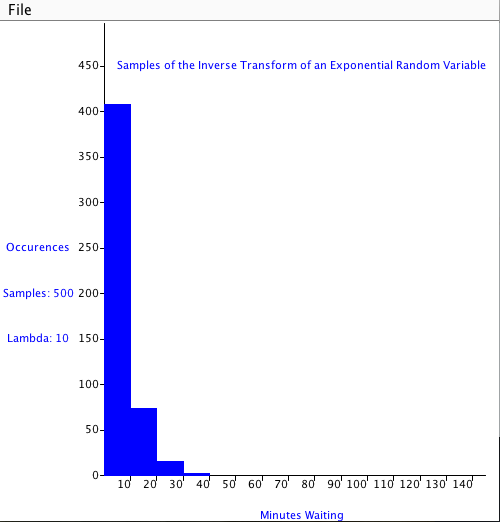 File
Samples of the Inverse Transform of an Exponential Random Variable
450
400
350
300
Occurences 250
Samples: 500 200
Lambda: 10 150
100
50
0
10 20 30 40 50 60 70 80 90 100 110 120 130 140
Minutes Waiting